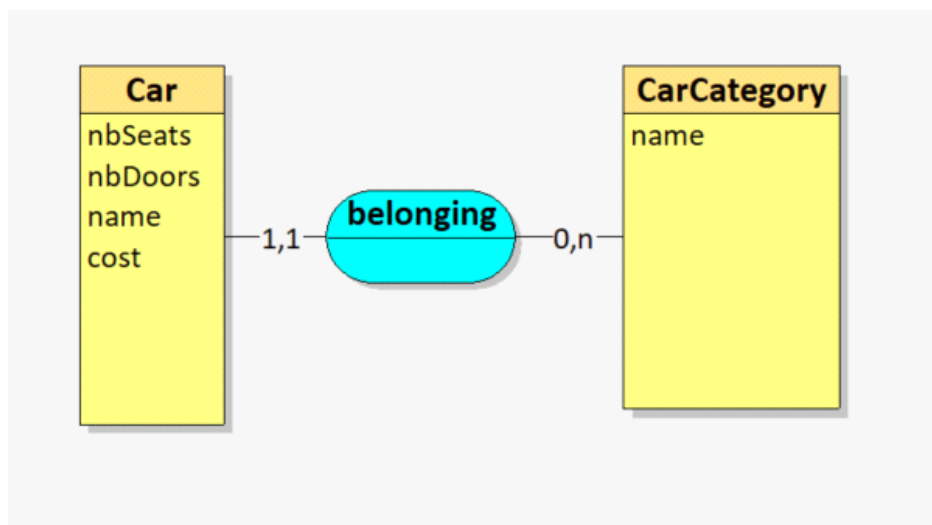 Car
nbSeats
nbDoors
name
cost
1,1
belonging
0,n
CarCategory
name